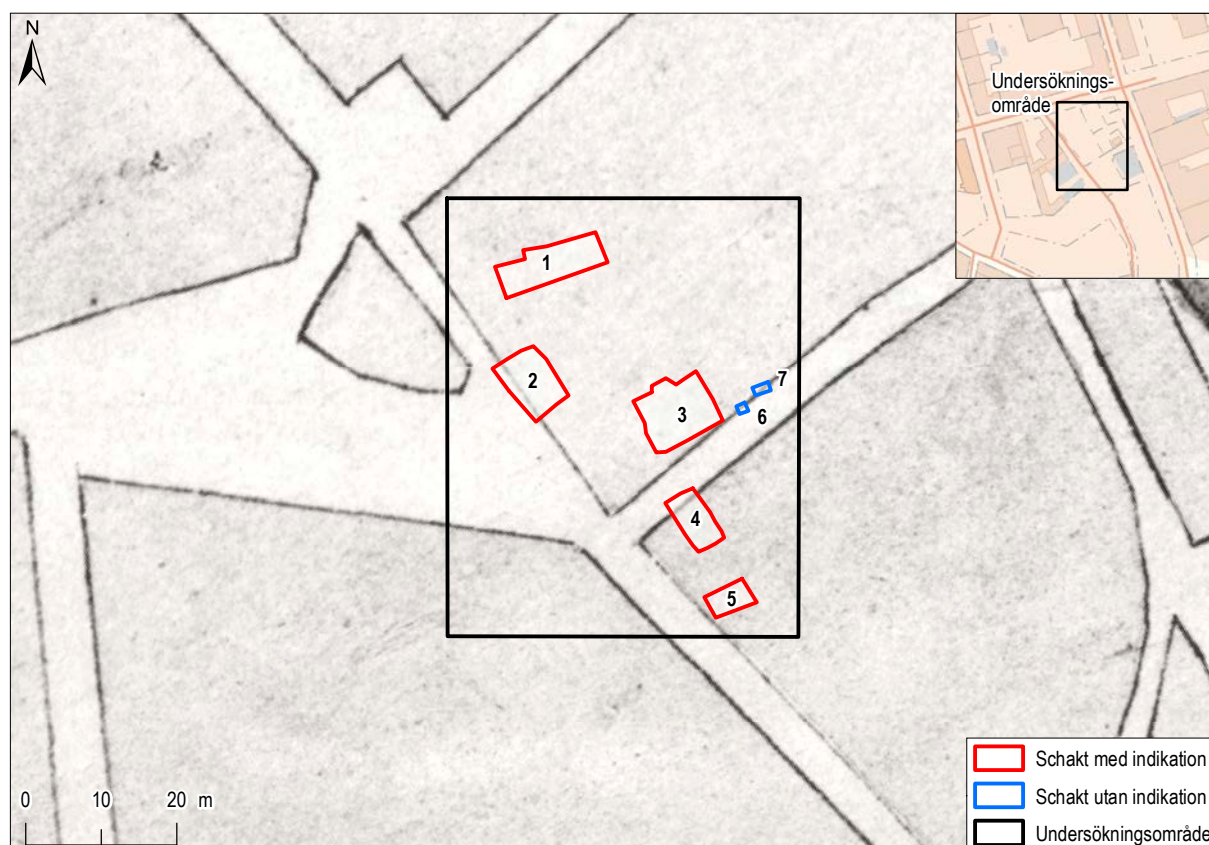 N
Undersöknings-
område
1
2
3
7
6
4
5
0 10 20 m
Schakt med indikation
Schakt utan indikation
Undersökningsområde